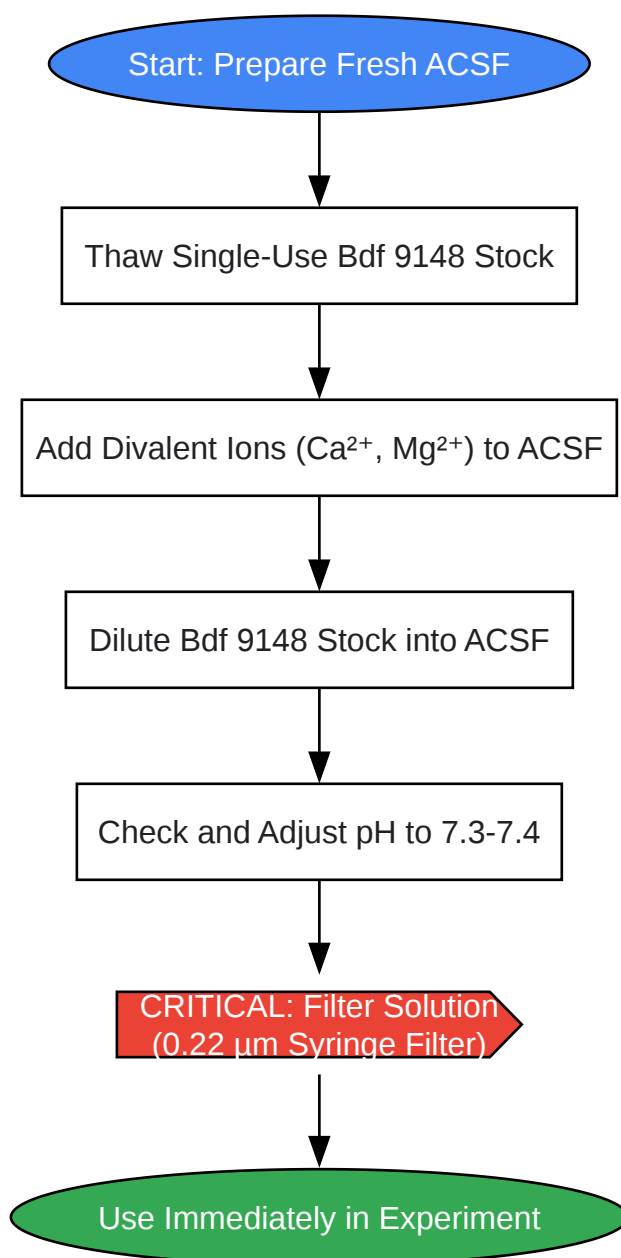 Start: Prepare Fresh ACSF
Thaw Single-Use Bdf 9148 Stock
Add Divalent Ions (Ca²⁺, Mg²⁺) to ACSF
Dilute Bdf 9148 Stock into ACSF
Check and Adjust pH to 7.3-7.4
CRITICAL: Filter Solution
(0.22 µm Syringe Filter)
Use Immediately in Experiment